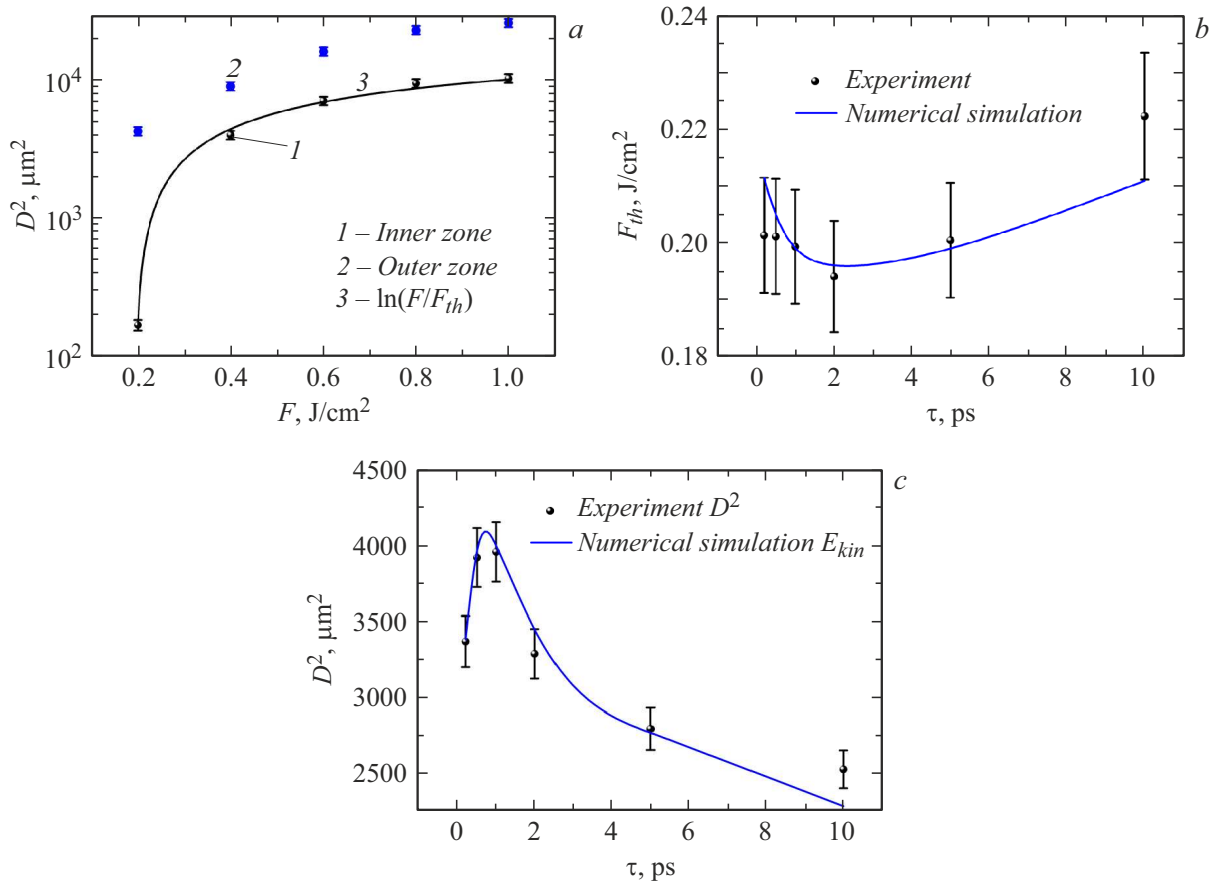 a
10⁴
10³
10²
D², μm²
2
3
1
1 – Inner zone
2 – Outer zone
3 – ln(F/F_th)
0.2 0.4 0.6 0.8 1.0
F, J/cm²
b
0.24
0.22
0.20
0.18
F_th, J/cm²
Experiment
Numerical simulation
0 2 4 6 8 10
τ, ps
c
4500
4000
3500
3000
2500
D², μm²
Experiment D²
Numerical simulation E_kin
0 2 4 6 8 10
τ, ps